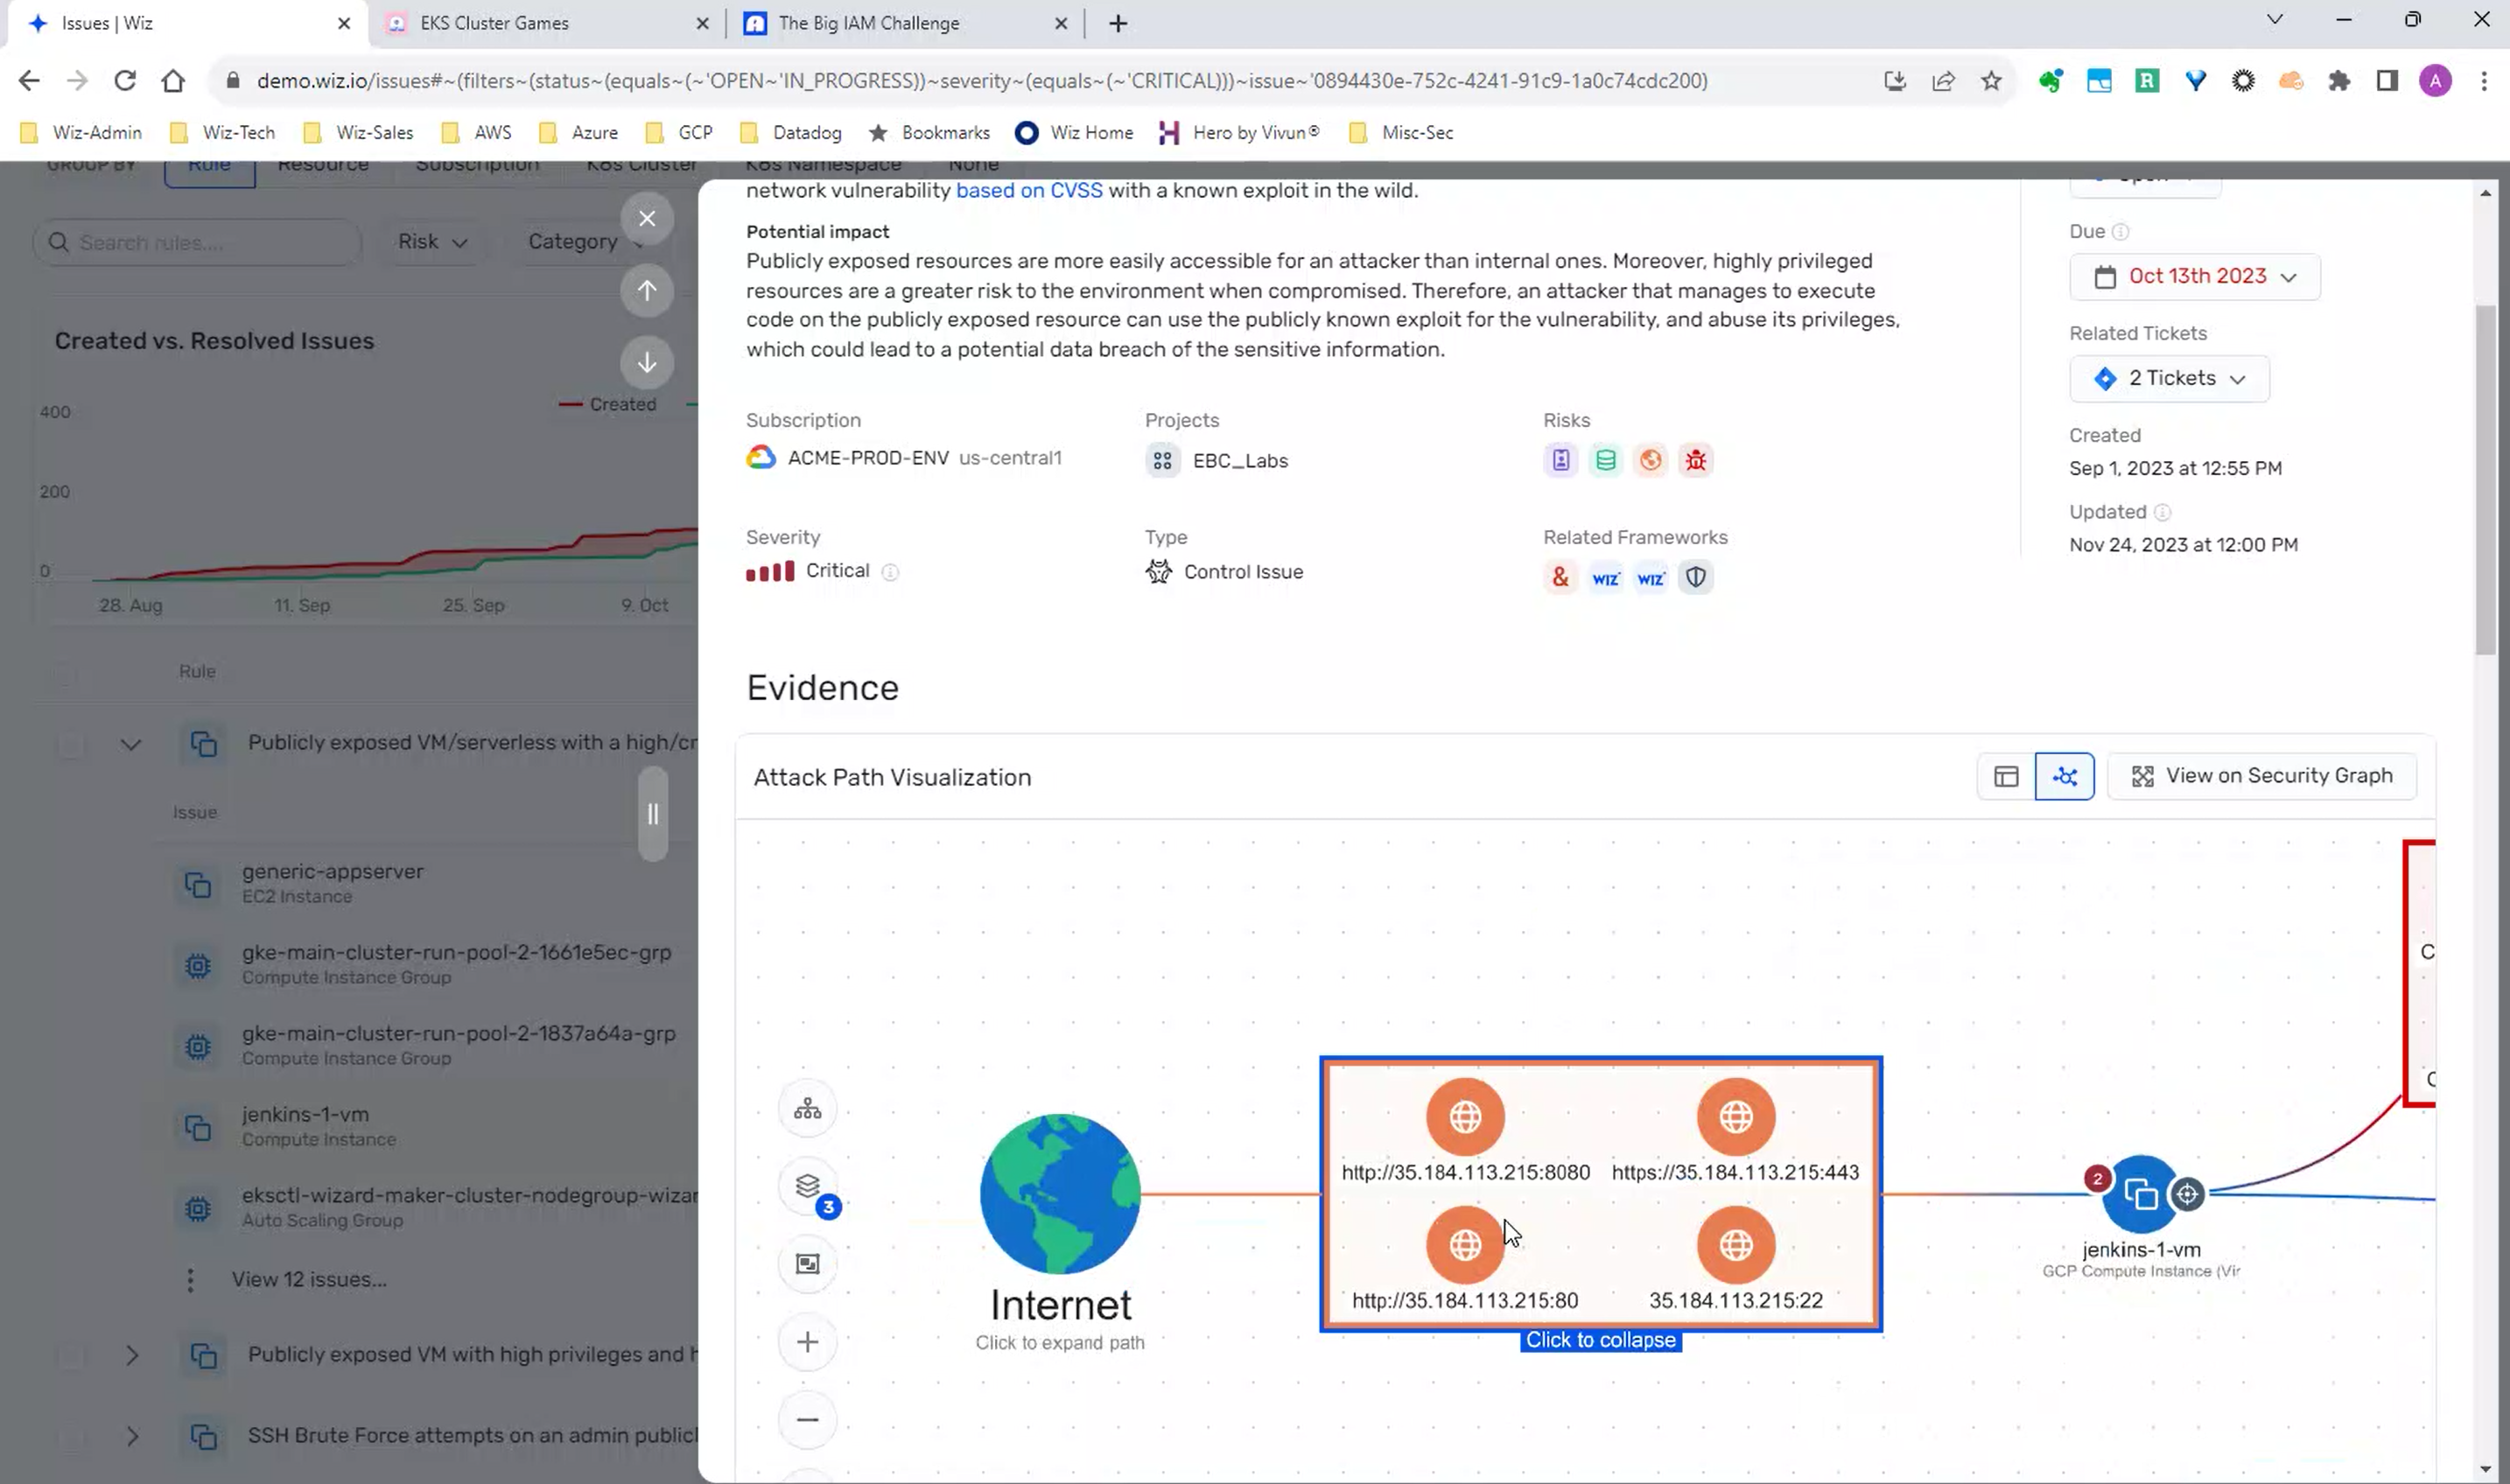 Issues | Wiz
EKS Cluster Games
The Big IAM Challenge
demo.wiz.io/issues#~(filters~(status~(equals~(~'OPEN~'IN_PROGRESS))~severity~(equals~(~'CRITICAL)))~issue~'0894430e-752c-4241-91c9-1a0c74cdc200)
A
Wiz-Admin
Wiz-Tech
Wiz-Sales
AWS
Azure
GCP
Datadog
Bookmarks
Wiz Home
Hero by Vivun®
Misc-Sec
GROUP BY
Rule
Resource
Subscription
K8s Cluster
K8s Namespace
None
Search rules....
Risk
Category
Created vs. Resolved Issues
Created
400
200
0
28. Aug
11. Sep
25. Sep
9. Oct
Rule
Publicly exposed VM/serverless with a high/cr
Issue
generic-appserver
EC2 Instance
gke-main-cluster-run-pool-2-1661e5ec-grp
Compute Instance Group
gke-main-cluster-run-pool-2-1837a64a-grp
Compute Instance Group
jenkins-1-vm
Compute Instance
eksctl-wizard-maker-cluster-nodegroup-wizar
Auto Scaling Group
View 12 issues...
Publicly exposed VM with high privileges and h
SSH Brute Force attempts on an admin publicl
network vulnerability based on CVSS with a known exploit in the wild.
Potential impact
Publicly exposed resources are more easily accessible for an attacker than internal ones. Moreover, highly privileged
resources are a greater risk to the environment when compromised. Therefore, an attacker that manages to execute
code on the publicly exposed resource can use the publicly known exploit for the vulnerability, and abuse its privileges,
which could lead to a potential data breach of the sensitive information.
Subscription
ACME-PROD-ENV us-central1
Projects
EBC_Labs
Risks
Severity
Critical
Type
Control Issue
Related Frameworks
&
WIZ
WIZ
Open
Due
Oct 13th 2023
Related Tickets
2 Tickets
Created
Sep 1, 2023 at 12:55 PM
Updated
Nov 24, 2023 at 12:00 PM
Evidence
Attack Path Visualization
View on Security Graph
3
Internet
Click to expand path
http://35.184.113.215:8080
https://35.184.113.215:443
http://35.184.113.215:80
35.184.113.215:22
Click to collapse
2
jenkins-1-vm
GCP Compute Instance (Vir
C